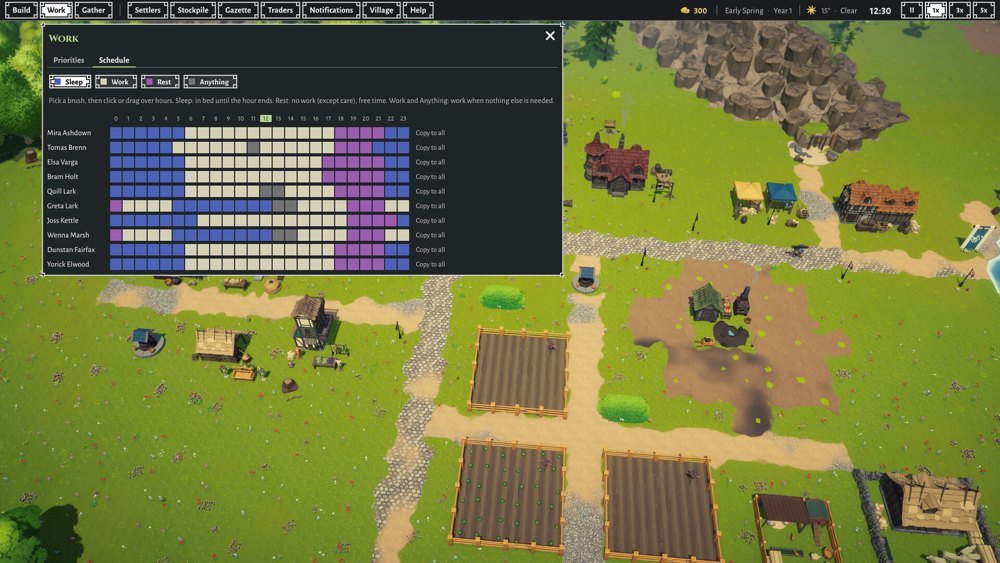 Build Work Gather Settlers Stockpile Gazette Traders Notifications Village Help 300 Early Spring · Year 1 15° · Clear 12:30 II 1x 3x 5x
Work
Priorities Schedule
Sleep Work Rest Anything
Pick a brush, then click or drag over hours. Sleep: in bed until the hour ends. Rest: no work (except care), free time. Work and Anything: work when nothing else is needed.
0 1 2 3 4 5 6 7 8 9 10 11 12 13 14 15 16 17 18 19 20 21 22 23
Mira Ashdown Copy to all
Tomas Brenn Copy to all
Elsa Varga Copy to all
Bram Holt Copy to all
Quill Lark Copy to all
Greta Lark Copy to all
Joss Kettle Copy to all
Wenna Marsh Copy to all
Dunstan Fairfax Copy to all
Yorick Elwood Copy to all